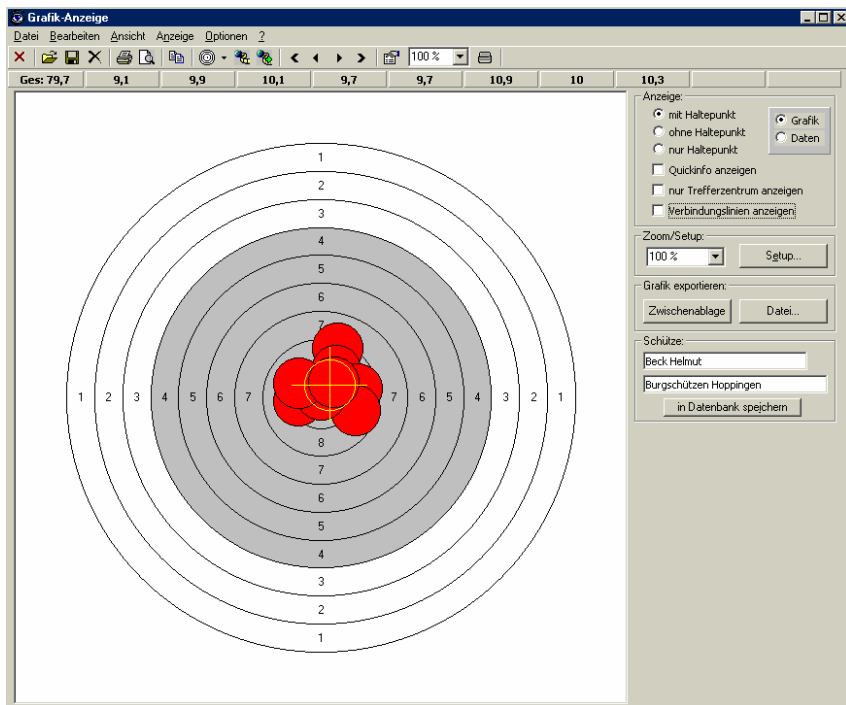 Grafik-Anzeige
Datei Bearbeiten Ansicht Anzeige Optionen ?
100 %
Ges: 79,7 9,1 9,9 10,1 9,7 9,7 10,9 10 10,3
1
2
3
4
5
6
7
1 2 3 4 5 6 7 7 6 5 4 3 2 1
8
7
6
5
4
3
2
1
Anzeige:
mit Haltepunkt
ohne Haltepunkt
nur Haltepunkt
Grafik
Daten
Quickinfo anzeigen
nur Trefferzentrum anzeigen
Verbindungslinien anzeigen
Zoom/Setup:
100 % Setup...
Grafik exportieren:
Zwischenablage Datei...
Schütze:
Beck Helmut
Burgschützen Hoppingen
in Datenbank speichern